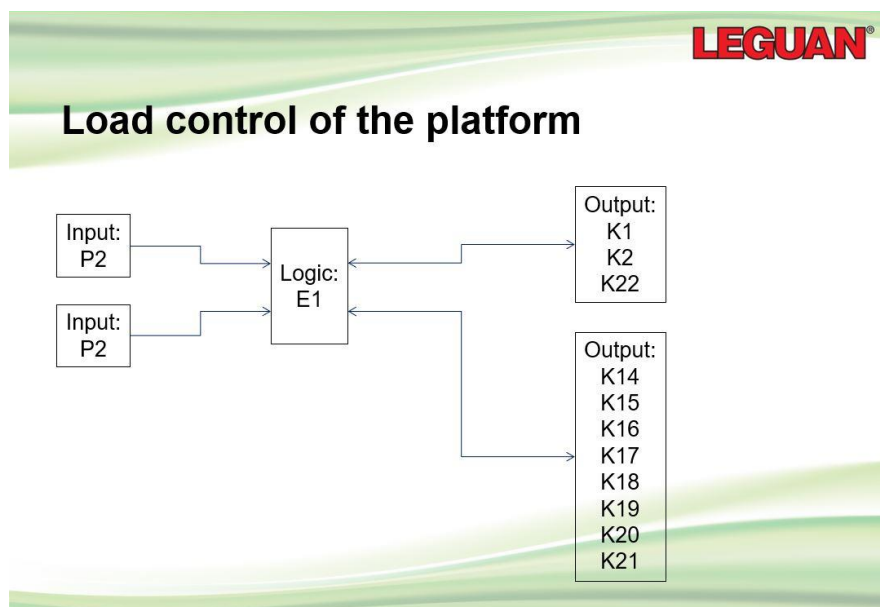 LEGUAN®
Load control of the platform
Input:
P2
Input:
P2
Logic:
E1
Output:
K1
K2
K22
Output:
K14
K15
K16
K17
K18
K19
K20
K21